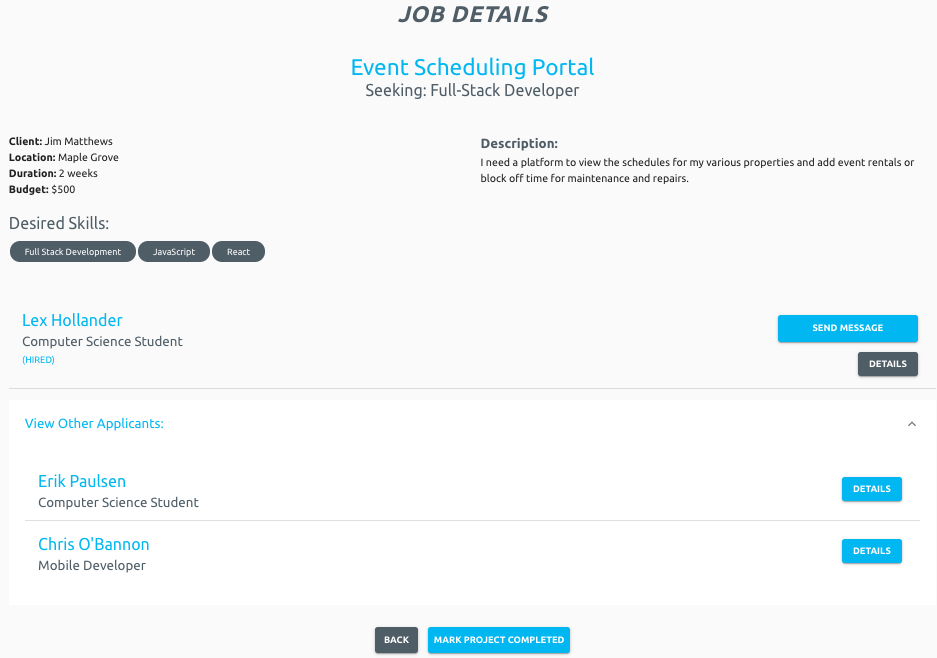 JOB DETAILS
Event Scheduling Portal
Seeking: Full-Stack Developer
Client: Jim Matthews
Location: Maple Grove
Duration: 2 weeks
Budget: $500
Description:
I need a platform to view the schedules for my various properties and add event rentals or
block off time for maintenance and repairs.
Desired Skills:
Full Stack Development JavaScript React
Lex Hollander
Computer Science Student
(HIRED)
SEND MESSAGE
DETAILS
View Other Applicants:
Erik Paulsen
Computer Science Student
DETAILS
Chris O'Bannon
Mobile Developer
DETAILS
BACK MARK PROJECT COMPLETED